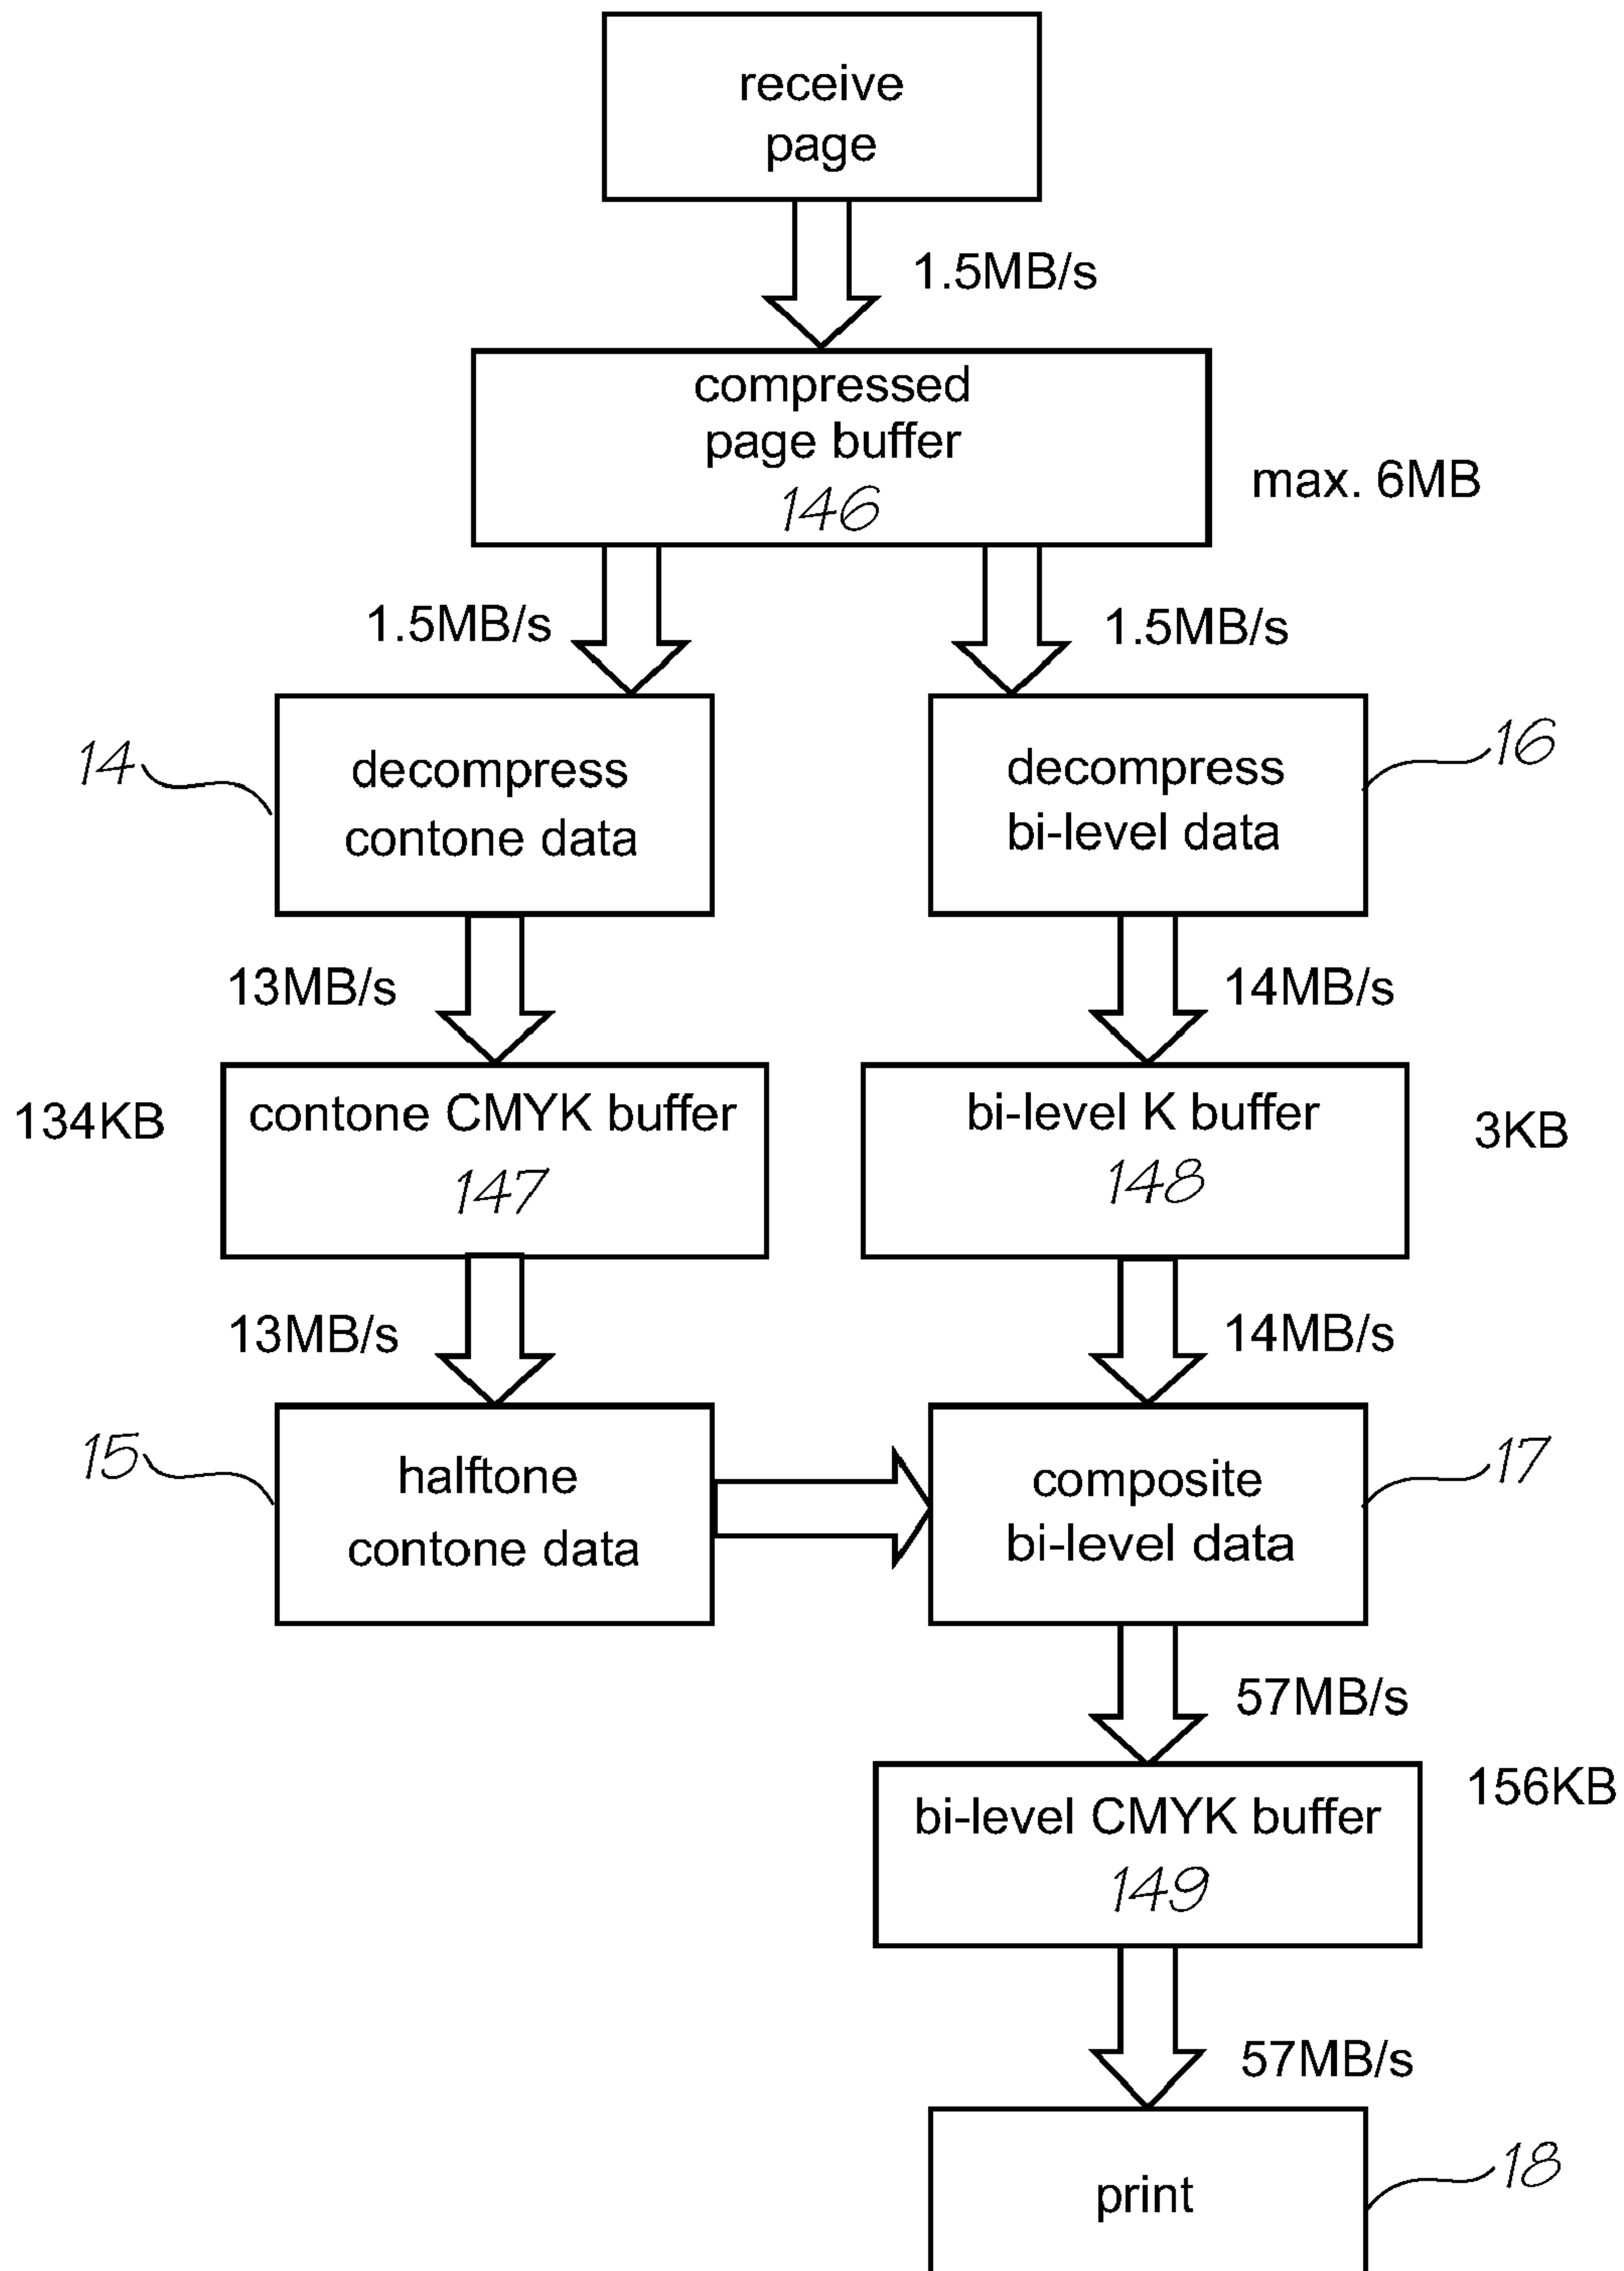 receive
page
1.5MB/s
compressed
page buffer
146
max. 6MB
1.5MB/s
1.5MB/s
14
decompress
contone data
decompress
bi-level data
16
13MB/s
14MB/s
134KB
contone CMYK buffer
147
bi-level K buffer
148
3KB
13MB/s
14MB/s
15
halftone
contone data
composite
bi-level data
17
57MB/s
156KB
bi-level CMYK buffer
149
57MB/s
print
18